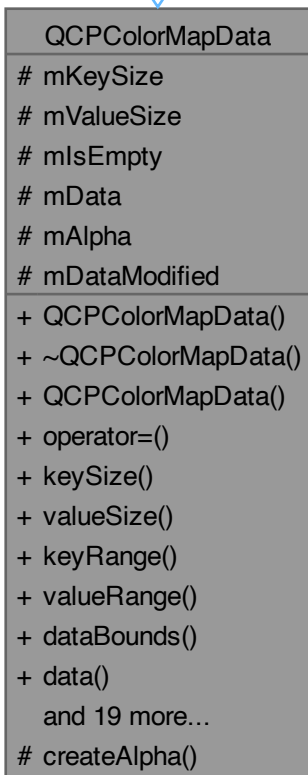 QCPColorMapData
# mKeySize
# mValueSize
# mIsEmpty
# mData
# mAlpha
# mDataModified
+ QCPColorMapData()
+ ~QCPColorMapData()
+ QCPColorMapData()
+ operator=()
+ keySize()
+ valueSize()
+ keyRange()
+ valueRange()
+ dataBounds()
+ data()
and 19 more...
# createAlpha()